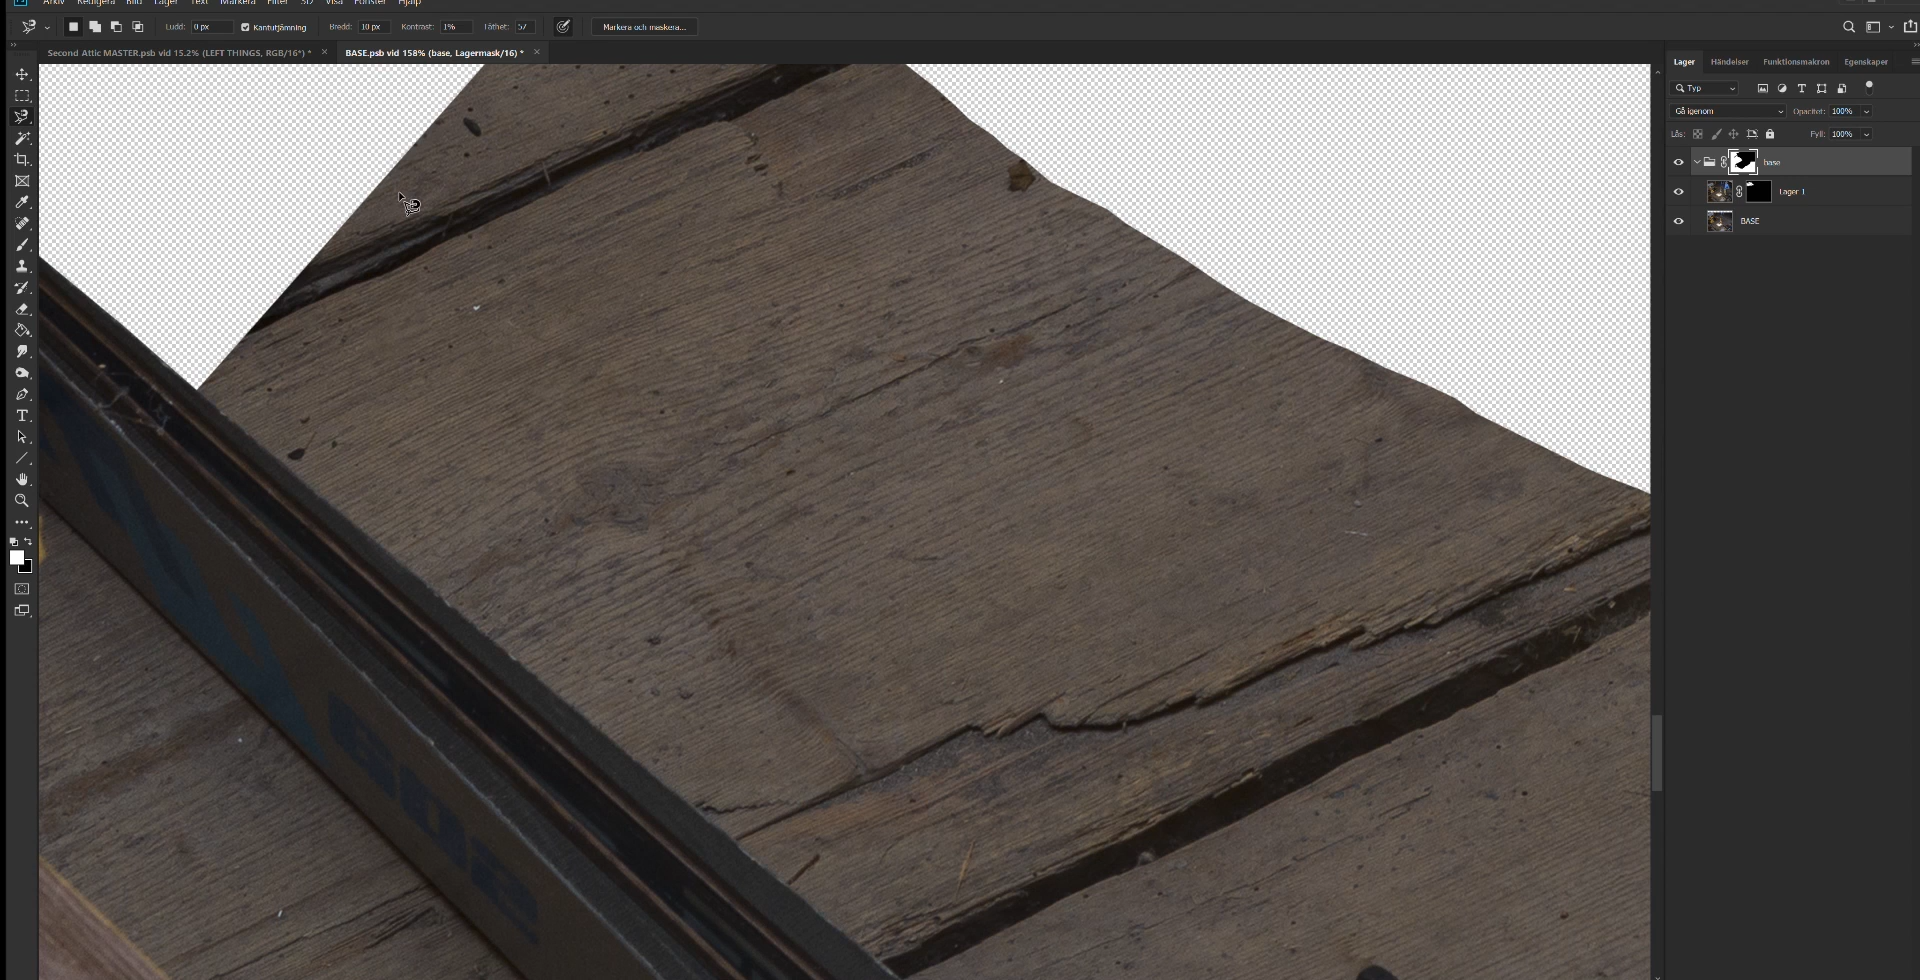 Arkiv Redigera Bild Lager Text Markera Filter 3D Visa Fönster Hjälp
Ludd: 0 px Kantutjämning Bredd: 10 px Kontrast: 1% Täthet: 57 Markera och maskera...
Second Attic MASTER.psb vid 15.2% (LEFT THINGS, RGB/16*) * BASE.psb vid 158% (base, Lagermask/16) *
Lager Händelser Funktionsmakron Egenskaper
Typ
Gå igenom Opacitet: 100%
Lås: Fyll: 100%
base
Lager 1
BASE